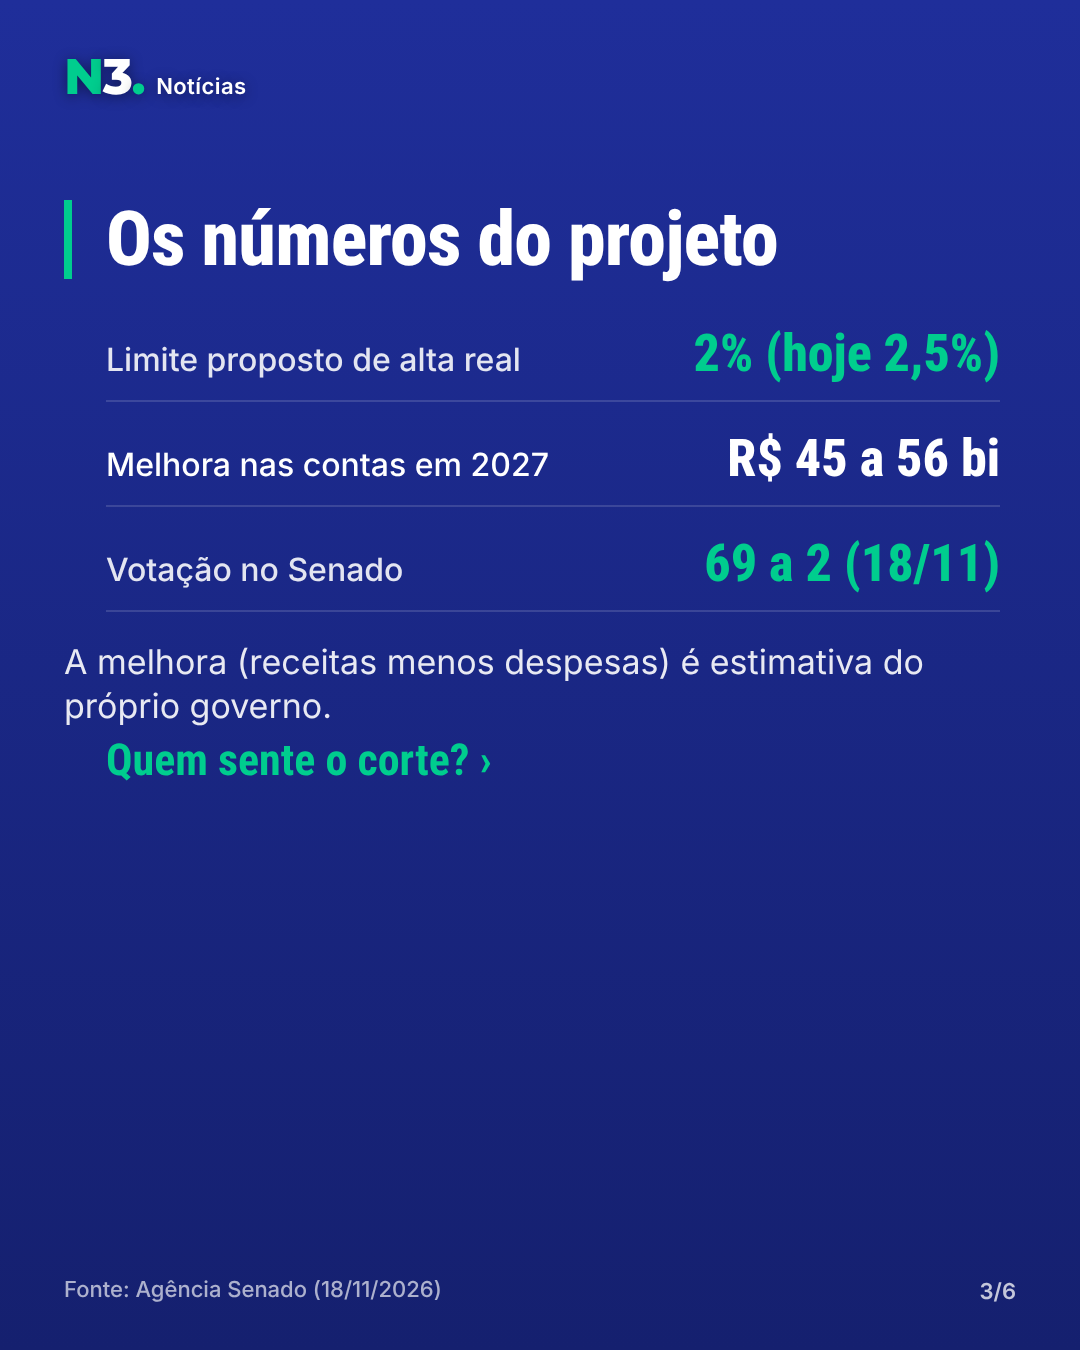 N3. Notícias
Os números do projeto
Limite proposto de alta real 2% (hoje 2,5%)
Melhora nas contas em 2027 R$ 45 a 56 bi
Votação no Senado 69 a 2 (18/11)
A melhora (receitas menos despesas) é estimativa do
próprio governo.
Quem sente o corte? ›
Fonte: Agência Senado (18/11/2026) 3/6